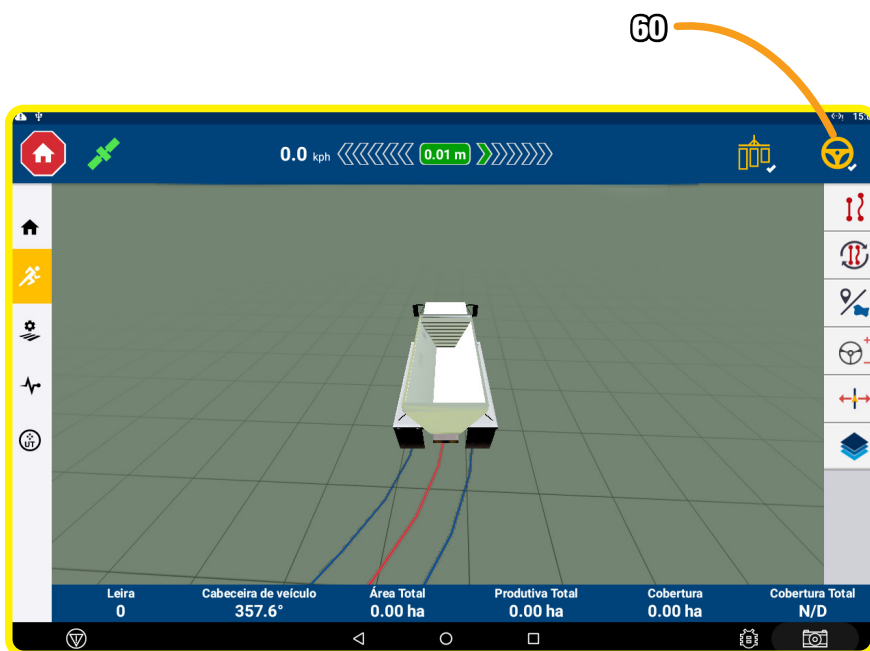 60
0.0 kph
0.01 m
UT
Leira
0
Cabeceira de veículo
357.6°
Área Total
0.00 ha
Produtiva Total
0.00 ha
Cobertura
0.00 ha
Cobertura Total
N/D